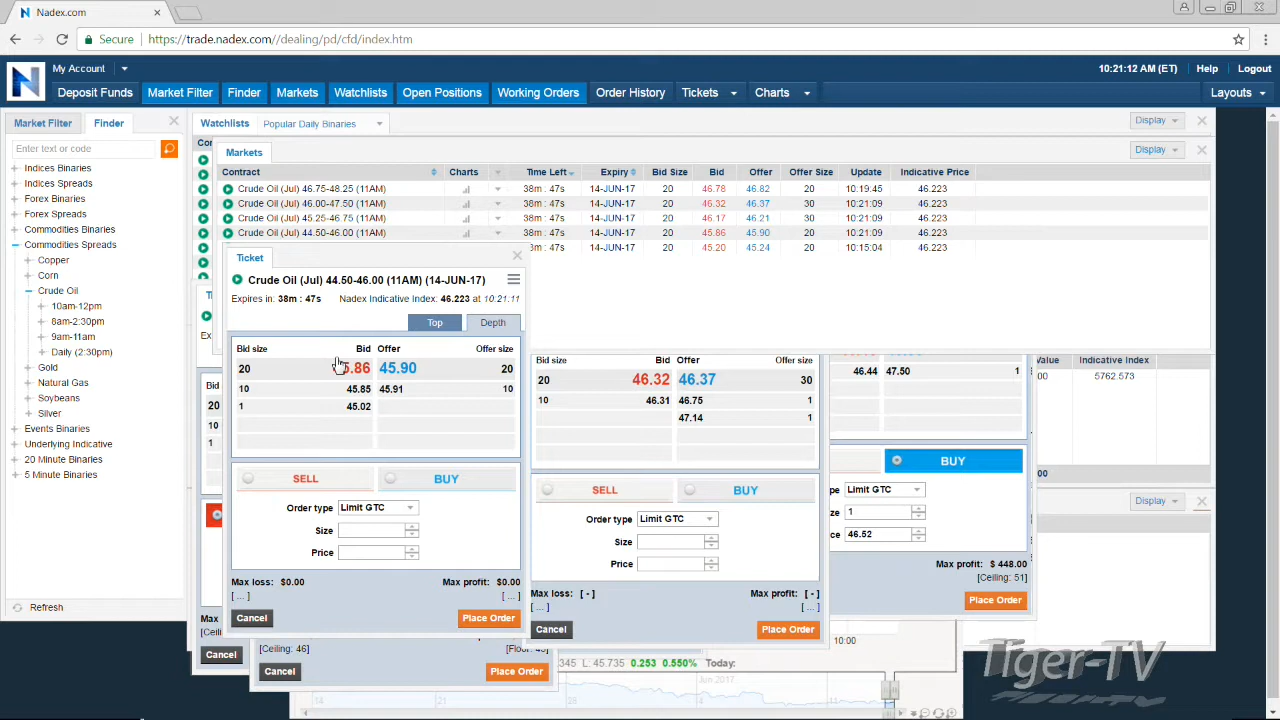 Nadex.com
Secure https://trade.nadex.com//dealing/pd/cfd/index.htm
My Account
10:21:12 AM (ET) Help Logout
Deposit Funds Market Filter Finder Markets Watchlists Open Positions Working Orders Order History Tickets Charts Layouts
Market Filter Finder
Enter text or code
Indices Binaries
Indices Spreads
Forex Binaries
Forex Spreads
Commodities Binaries
Commodities Spreads
Copper
Corn
Crude Oil
10am-12pm
8am-2:30pm
9am-11am
Daily (2:30pm)
Gold
Natural Gas
Soybeans
Silver
Events Binaries
Underlying Indicative
20 Minute Binaries
5 Minute Binaries
Refresh
Watchlists Popular Daily Binaries Display
Markets Display
Contract Charts Time Left Expiry Bid Size Bid Offer Offer Size Update Indicative Price
Crude Oil (Jul) 46.75-48.25 (11AM) 38m : 47s 14-JUN-17 20 46.78 46.82 20 10:19:45 46.223
Crude Oil (Jul) 46.00-47.50 (11AM) 38m : 47s 14-JUN-17 20 46.32 46.37 30 10:21:09 46.223
Crude Oil (Jul) 45.25-46.75 (11AM) 38m : 47s 14-JUN-17 20 46.17 46.21 30 10:21:09 46.223
Crude Oil (Jul) 44.50-46.00 (11AM) 38m : 47s 14-JUN-17 20 45.86 45.90 20 10:21:09 46.223
14-JUN-17 20 45.20 45.24 20 10:15:04 46.223
Ticket
Crude Oil (Jul) 44.50-46.00 (11AM) (14-JUN-17)
Expires in: 38m : 47s Nadex Indicative Index: 46.223 at 10:21:11
Top Depth
Bid size Bid Offer Offer size
20 5.86 45.90 20
10 45.85 45.91 10
1 45.02
SELL BUY
Order type Limit GTC
Size
Price
Max loss: $0.00 Max profit: $0.00
[ ... ] [ ... ]
Cancel Place Order
Bid size Bid Offer Offer size
20 46.32 46.37 30
10 46.31 46.75 1
47.14 1
SELL BUY
Order type Limit GTC
Size
Price
Max loss: [ - ] Max profit: [ - ]
[ ... ] [ ... ]
Cancel Place Order
46.44 47.50 1
BUY
Limit GTC
1
46.52
Max profit: $ 448.00
[Ceiling: 51]
Place Order
Value Indicative Index
00 5762.573
00
Display
Bid
20
10
1
Max
[Ceiling
Cancel
[Ceiling: 46]
Cancel Place Order
345 L: 45.735 0.253 0.550% Today:
10:00
Jun 2017
14 21 28 11
Tiger-TV